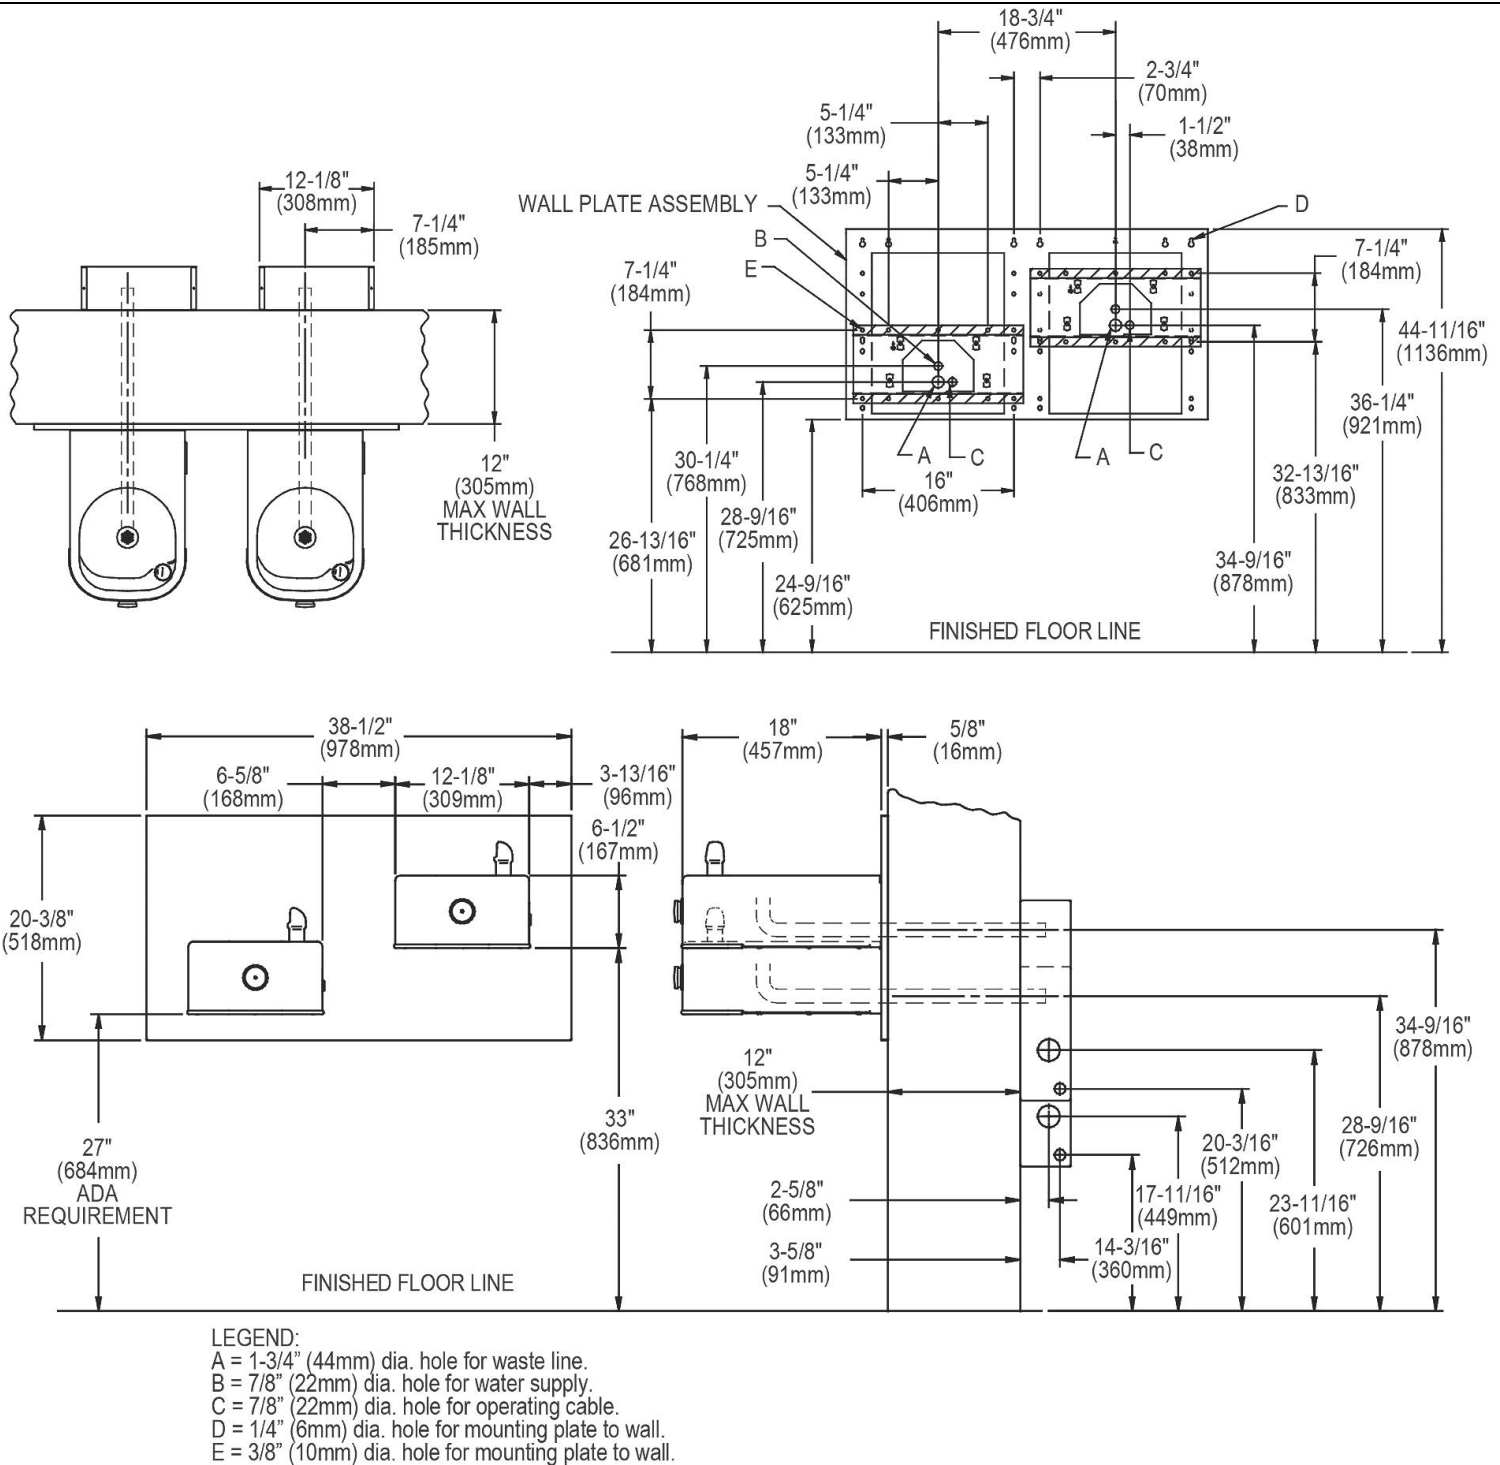 18-3/4"
(476mm)
2-3/4"
(70mm)
5-1/4"
(133mm)
1-1/2"
(38mm)
5-1/4"
(133mm)
12-1/8"
(308mm)
7-1/4"
(185mm)
WALL PLATE ASSEMBLY
D
B
E
7-1/4"
(184mm)
7-1/4"
(184mm)
44-11/16"
(1136mm)
36-1/4"
(921mm)
A
C
A
C
12"
(305mm)
MAX WALL
THICKNESS
30-1/4"
(768mm)
16"
(406mm)
32-13/16"
(833mm)
28-9/16"
(725mm)
26-13/16"
(681mm)
34-9/16"
(878mm)
24-9/16"
(625mm)
FINISHED FLOOR LINE
38-1/2"
(978mm)
18"
(457mm)
5/8"
(16mm)
6-5/8"
(168mm)
12-1/8"
(309mm)
3-13/16"
(96mm)
6-1/2"
(167mm)
20-3/8"
(518mm)
34-9/16"
(878mm)
12"
(305mm)
MAX WALL
THICKNESS
33"
(836mm)
27"
(684mm)
ADA
REQUIREMENT
28-9/16"
(726mm)
20-3/16"
(512mm)
2-5/8"
(66mm)
17-11/16"
(449mm)
23-11/16"
(601mm)
3-5/8"
(91mm)
14-3/16"
(360mm)
FINISHED FLOOR LINE
LEGEND:
A = 1-3/4” (44mm) dia. hole for waste line.
B = 7/8” (22mm) dia. hole for water supply.
C = 7/8” (22mm) dia. hole for operating cable.
D = 1/4” (6mm) dia. hole for mounting plate to wall.
E = 3/8” (10mm) dia. hole for mounting plate to wall.